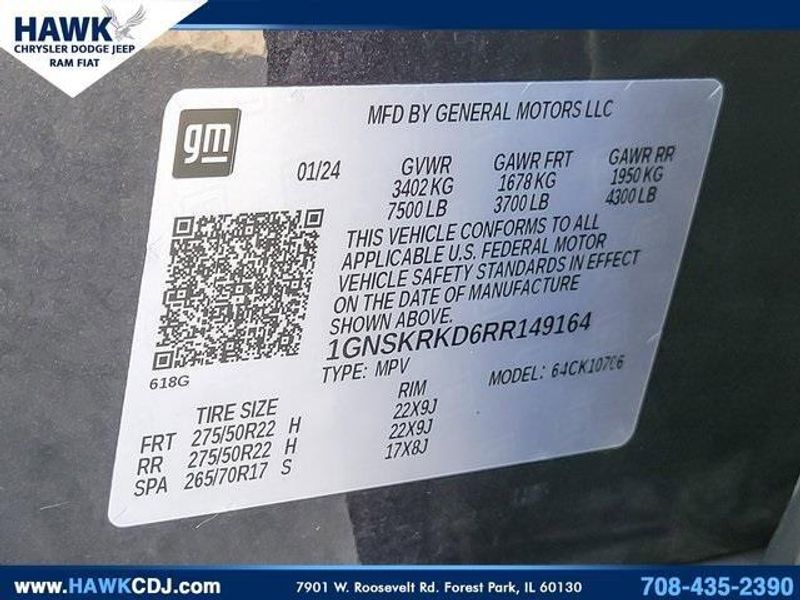 HAWK
CHRYSLER DODGE JEEP
RAM FIAT
gm
MFD BY GENERAL MOTORS LLC
01/24 GVWR GAWR FRT GAWR RR
3402 KG 1678 KG 1950 KG
7500 LB 3700 LB 4300 LB
THIS VEHICLE CONFORMS TO ALL
APPLICABLE U.S. FEDERAL MOTOR
VEHICLE SAFETY STANDARDS IN EFFECT
ON THE DATE OF MANUFACTURE
SHOWN ABOVE.
1GNSKRKD6RR149164
618G
TYPE: MPV MODEL: 64CK10706
TIRE SIZE RIM
FRT 275/50R22 H 22X9J
RR 275/50R22 H 22X9J
SPA 265/70R17 S 17X8J
www.HAWKCDJ.com 7901 W. Roosevelt Rd. Forest Park, IL 60130 708-435-2390